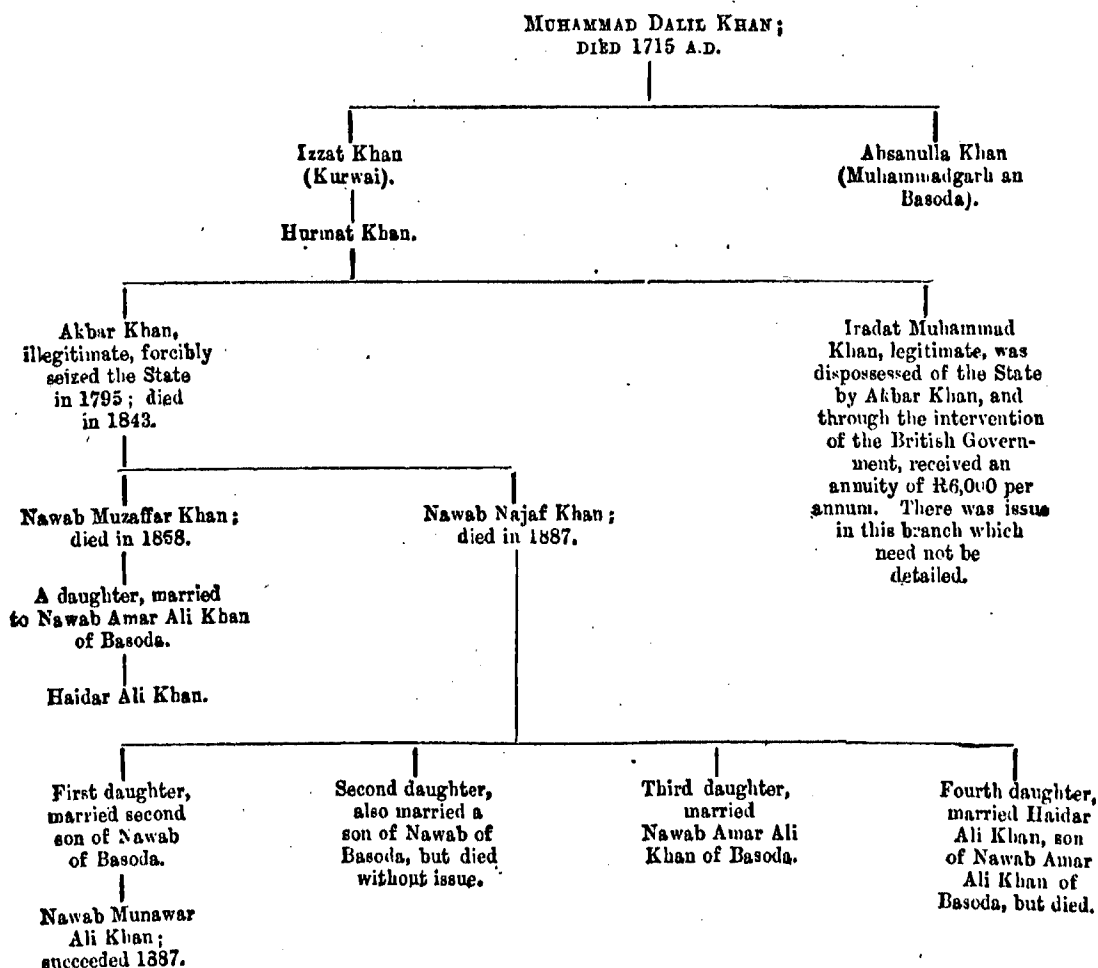 MUHAMMAD DALIL KHAN;
DIED 1715 A.D.
Izzat Khan
(Kurwai).
Ahsanulla Khan
(Muhammadgarh an
Basoda).
Hurmat Khan.
Akbar Khan,
illegitimate, forcibly
seized the State
in 1795; died
in 1843.
Iradat Muhammad
Khan, legitimate, was
dispossessed of the State
by Akbar Khan, and
through the intervention
of the British Govern-
ment, received an
annuity of R6,000 per
annum. There was issue
in this branch which
need not be
detailed.
Nawab Muzaffar Khan;
died in 1858.
Nawab Najaf Khan;
died in 1887.
A daughter, married
to Nawab Amar Ali Khan
of Basoda.
Haidar Ali Khan.
First daughter,
married second
son of Nawab
of Basoda.
Second daughter,
also married a
son of Nawab of
Basoda, but died
without issue.
Third daughter,
married
Nawab Amar Ali
Khan of Basoda.
Fourth daughter,
married Haidar
Ali Khan, son
of Nawab Amar
Ali Khan of
Basoda, but died.
Nawab Munawar
Ali Khan;
succeeded 1887.